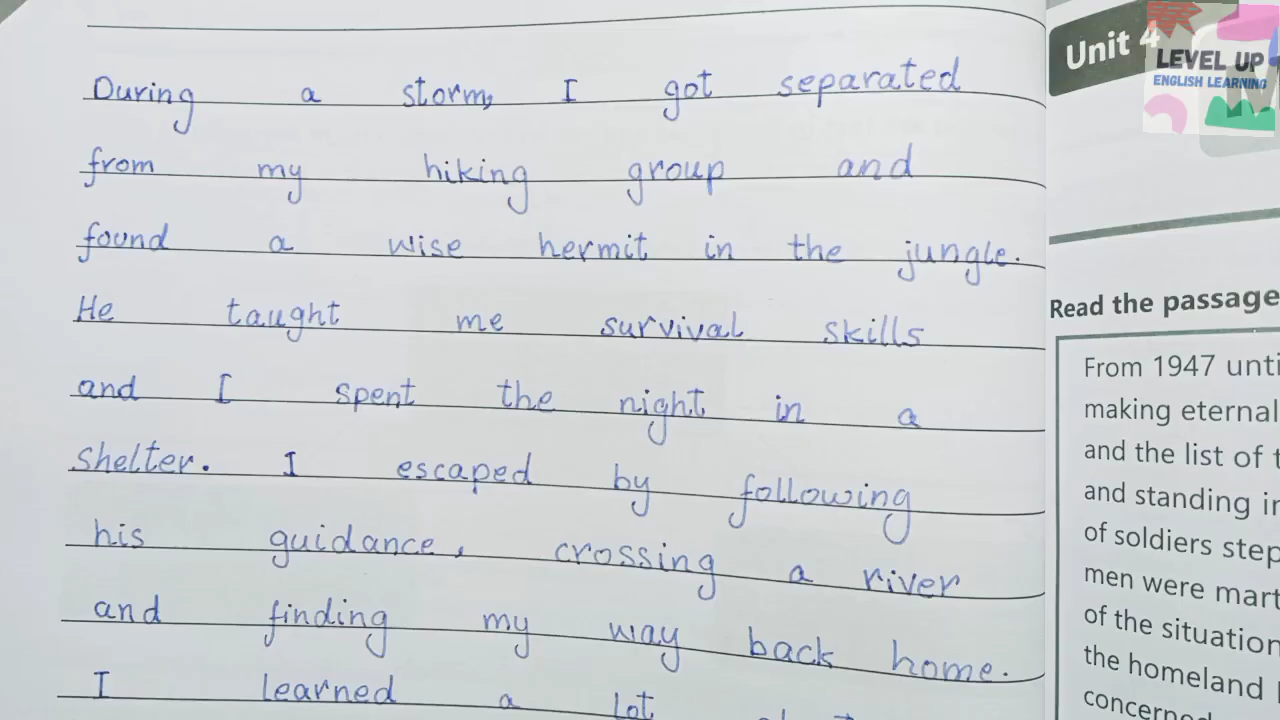 During a storm, I got separated
from my hiking group and
found a wise hermit in the jungle.
He taught me survival skills
and I spent the night in a
shelter. I escaped by following
his guidance, crossing a river
and finding my way back home.
I learned a lot
Unit 4
LEVEL UP
ENGLISH LEARNING
Read the passage
From 1947 unti
making eternal
and the list of t
and standing in
of soldiers step
men were mart
of the situation
the homeland
concerned